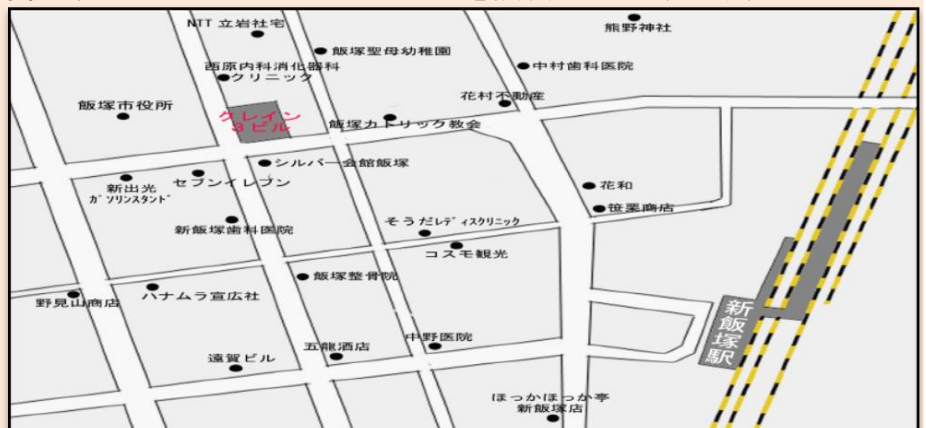 NTT 立岩社宅
熊野神社
飯塚聖母幼稚園
西原内科消化器科
クリニック
中村歯科医院
飯塚市役所
花村不動産
クレイン
3ビル
飯塚カトリック教会
シルバー会館飯塚
新出光
ガソリンスタンド
セブンイレブン
花和
笹栗商店
新飯塚歯科医院
そうだレディスクリニック
コスモ観光
飯塚整骨院
野見山商店
ハナムラ宣広社
新飯塚駅
中野医院
五龍酒店
遠賀ビル
ほっかほっか亭
新飯塚店